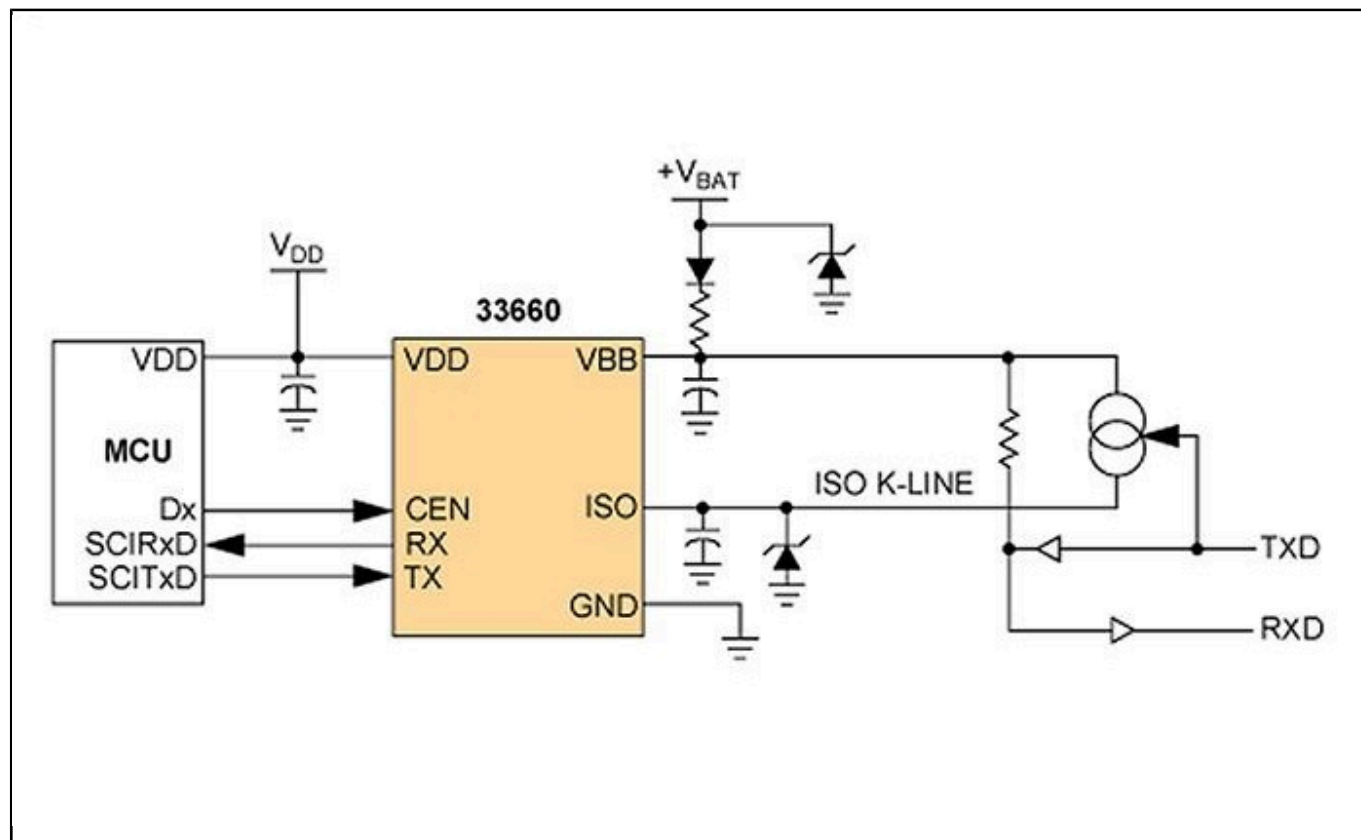 +VBAT
VDD
33660
VDD
VDD
VBB
MCU
ISO K-LINE
Dx
CEN
ISO
SCIRxD
RX
TXD
SCITxD
TX
GND
RXD